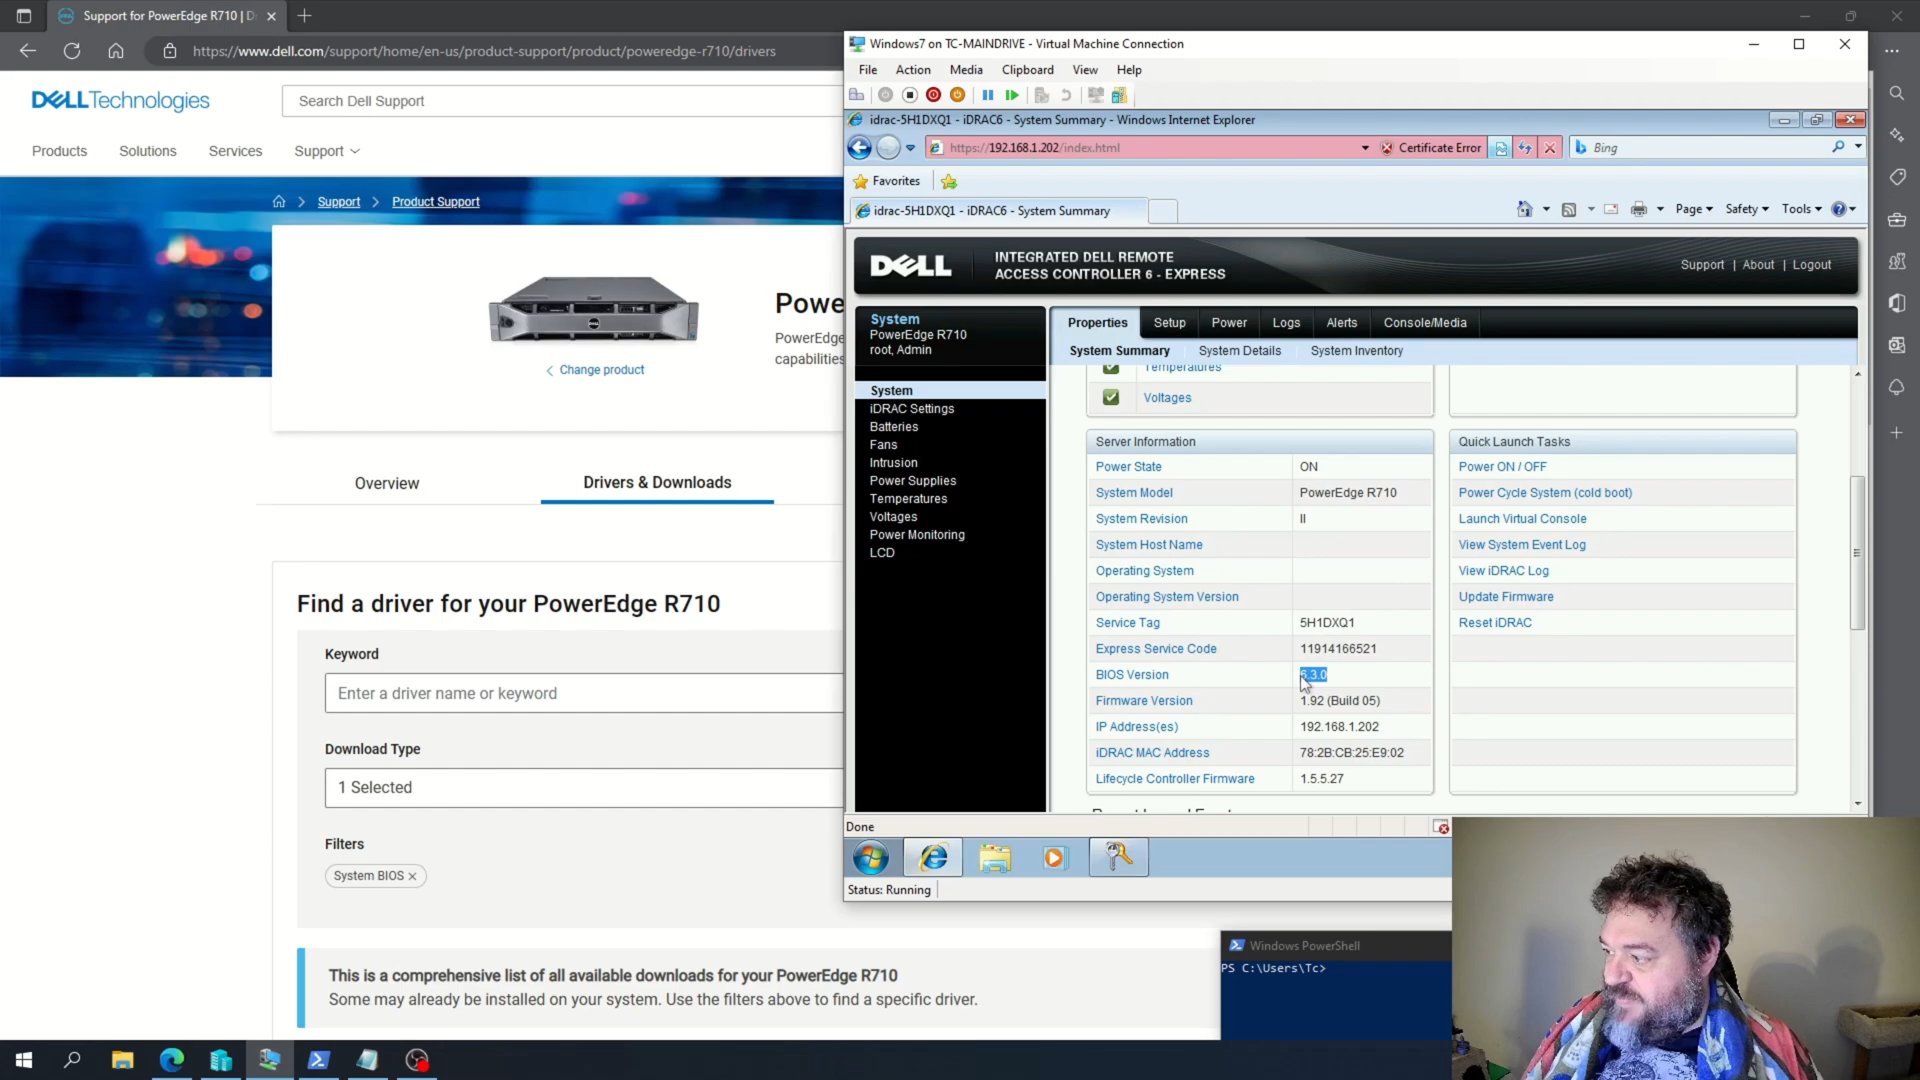 Support for PowerEdge R710 | D
https://www.dell.com/support/home/en-us/product-support/product/poweredge-r710/drivers
DELLTechnologies
Search Dell Support
Products
Solutions
Services
Support
Support
Product Support
Change product
Powe
PowerEdge
capabilities
Overview
Drivers & Downloads
Find a driver for your PowerEdge R710
Keyword
Enter a driver name or keyword
Download Type
1 Selected
Filters
System BIOS
This is a comprehensive list of all available downloads for your PowerEdge R710
Some may already be installed on your system. Use the filters above to find a specific driver.
Windows7 on TC-MAINDRIVE - Virtual Machine Connection
File Action Media Clipboard View Help
idrac-5H1DXQ1 - iDRAC6 - System Summary - Windows Internet Explorer
https://192.168.1.202/index.html
Certificate Error
Bing
Favorites
idrac-5H1DXQ1 - iDRAC6 - System Summary
Page Safety Tools
DELL
INTEGRATED DELL REMOTE
ACCESS CONTROLLER 6 - EXPRESS
Support | About | Logout
System
PowerEdge R710
root, Admin
Properties Setup Power Logs Alerts Console/Media
System Summary System Details System Inventory
System
iDRAC Settings
Batteries
Fans
Intrusion
Power Supplies
Temperatures
Voltages
Power Monitoring
LCD
Temperatures
Voltages
Server Information
Power State ON
System Model PowerEdge R710
System Revision II
System Host Name
Operating System
Operating System Version
Service Tag 5H1DXQ1
Express Service Code 11914166521
BIOS Version 6.3.0
Firmware Version 1.92 (Build 05)
IP Address(es) 192.168.1.202
iDRAC MAC Address 78:2B:CB:25:E9:02
Lifecycle Controller Firmware 1.5.5.27
Quick Launch Tasks
Power ON / OFF
Power Cycle System (cold boot)
Launch Virtual Console
View System Event Log
View iDRAC Log
Update Firmware
Reset iDRAC
Done
Status: Running
Windows PowerShell
PS C:\Users\Tc>